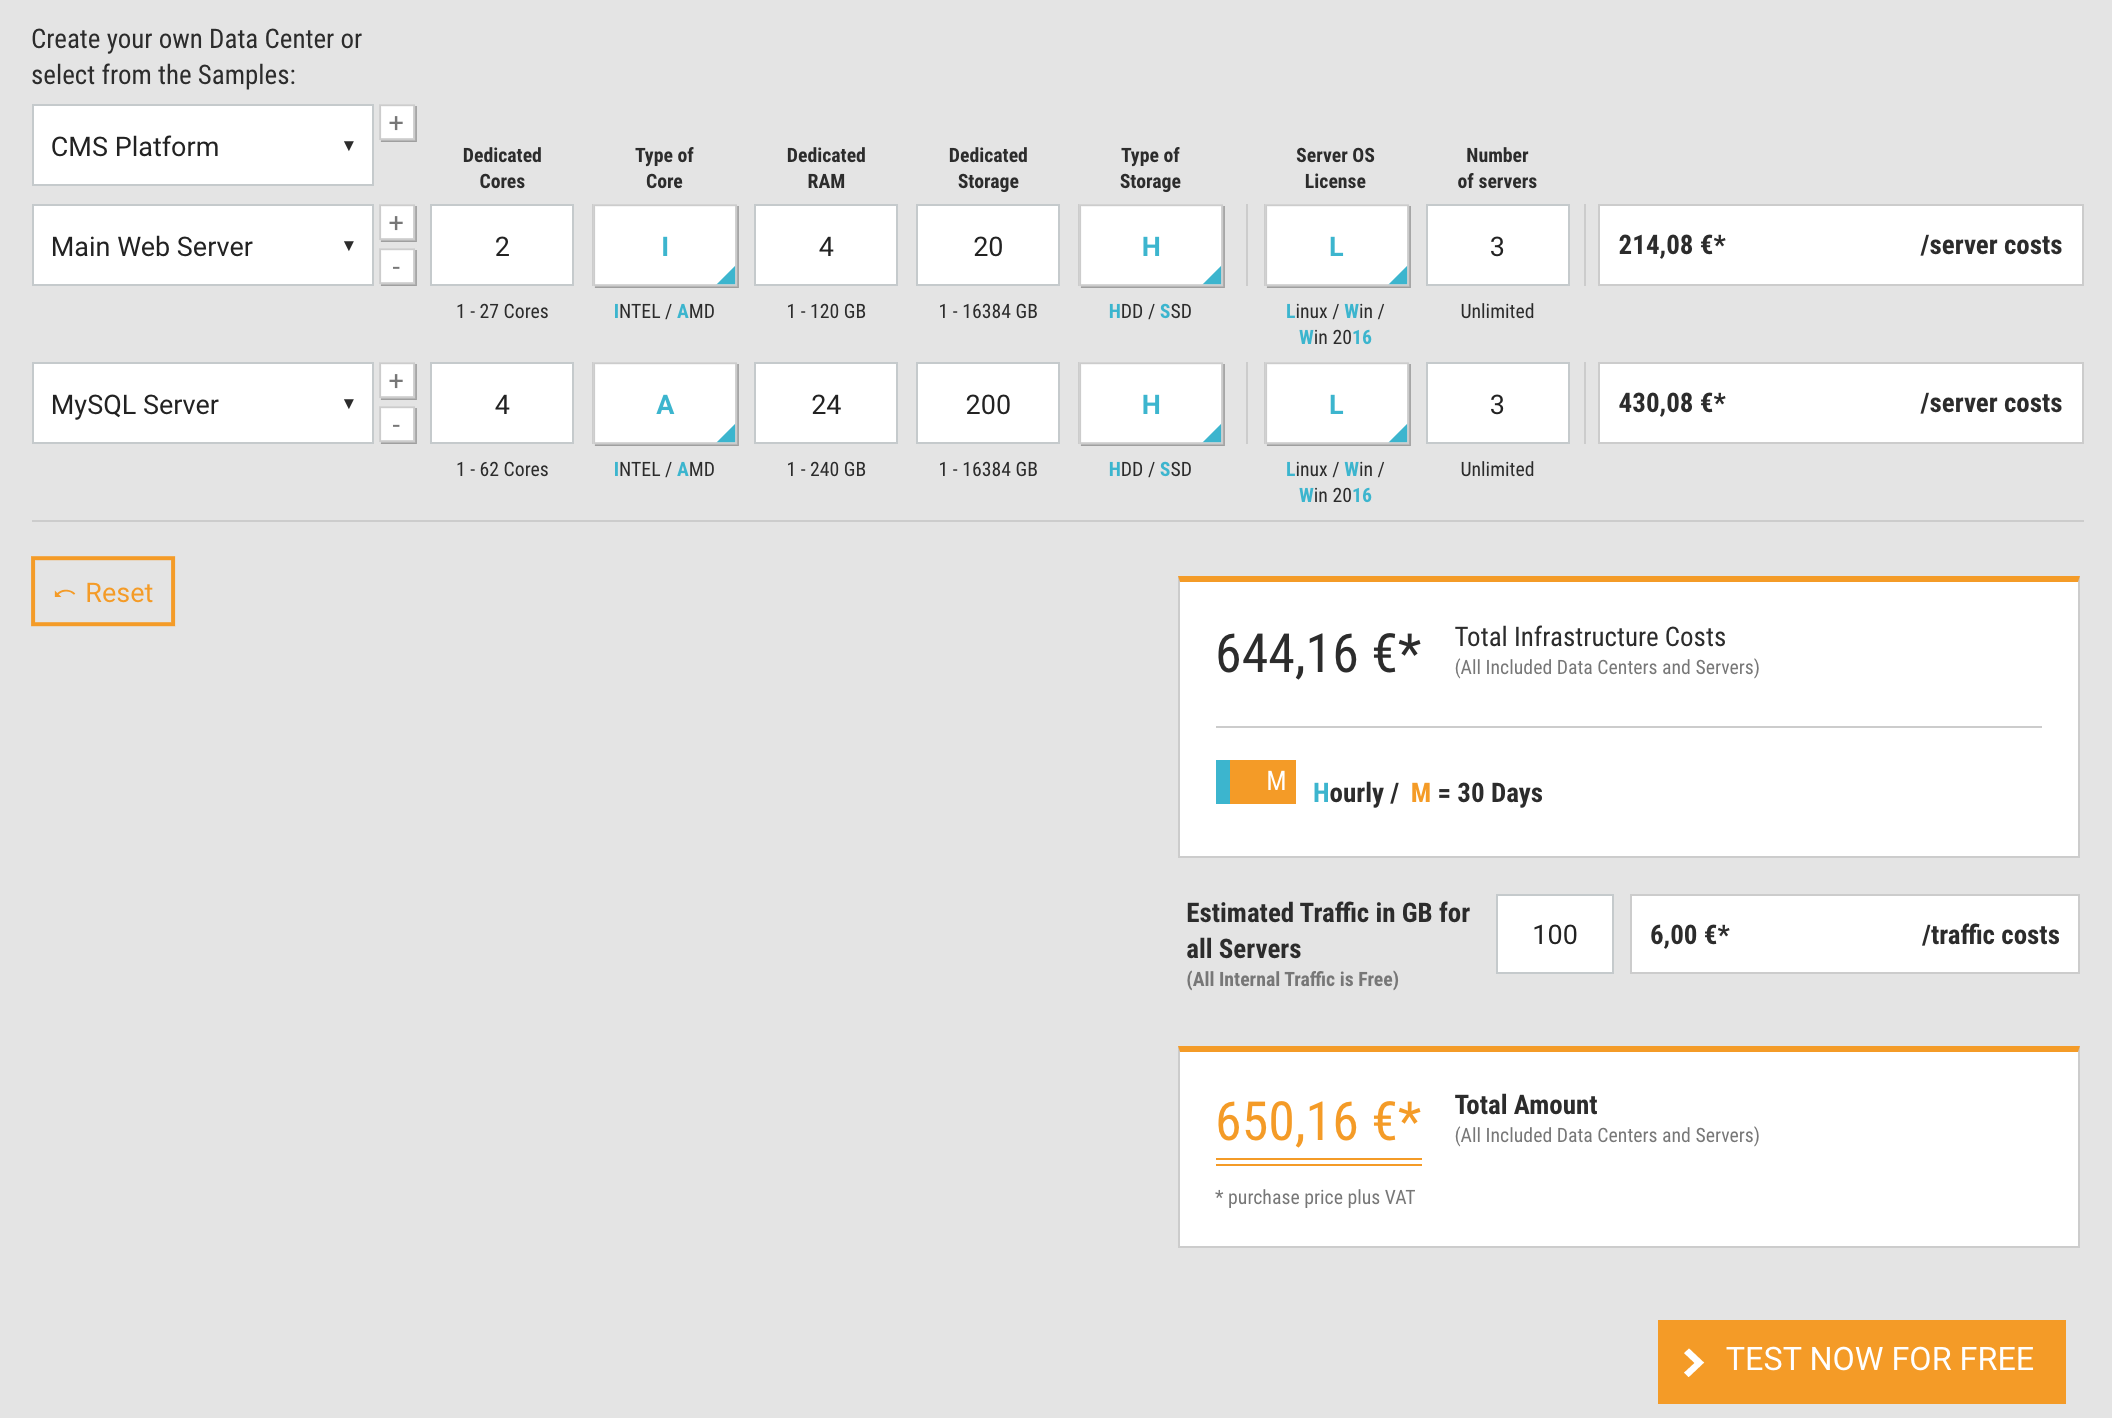 Create your own Data Center or
select from the Samples:
CMS Platform ▼ +
Dedicated Cores Type of Core Dedicated RAM Dedicated Storage Type of Storage Server OS License Number of servers
Main Web Server ▼ + - 2 I 4 20 H L 3 214,08 €* /server costs
1 - 27 Cores INTEL / AMD 1 - 120 GB 1 - 16384 GB HDD / SSD Linux / Win / Unlimited
Win 2016
MySQL Server ▼ + - 4 A 24 200 H L 3 430,08 €* /server costs
1 - 62 Cores INTEL / AMD 1 - 240 GB 1 - 16384 GB HDD / SSD Linux / Win / Unlimited
Win 2016
Reset
644,16 €* Total Infrastructure Costs
(All Included Data Centers and Servers)
M Hourly / M = 30 Days
Estimated Traffic in GB for
all Servers
(All Internal Traffic is Free)
100 6,00 €* /traffic costs
650,16 €* Total Amount
(All Included Data Centers and Servers)
* purchase price plus VAT
TEST NOW FOR FREE